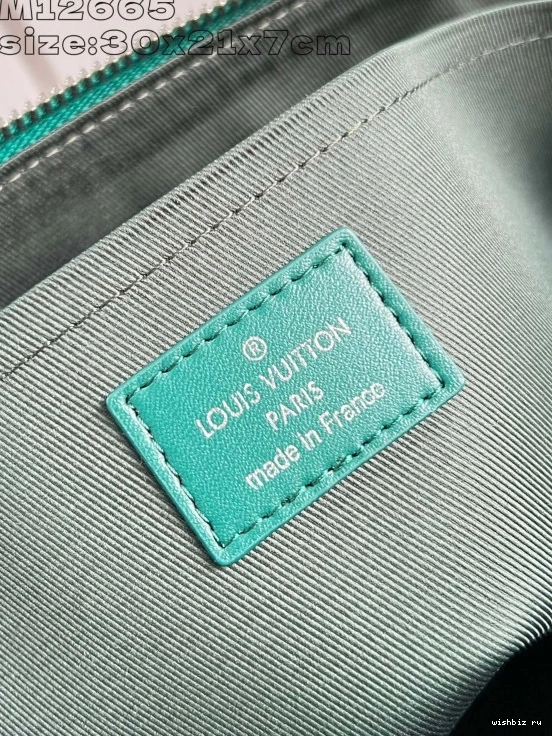 M12665
size:30x21x7cm
®
LOUIS VUITTON
PARIS
made in France
wishbiz ru